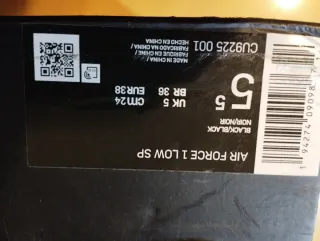 AIR FORCE 1 LOW SP
BLACK/BLACK
NOIR/NOIR
5.5
UK 5
EUR 38
BR 36
cm 24
MADE IN CHINA
FABRIQUE EN CHINE
FABRICADO NA CHINA
HECHO EN CHINA
CU9225 001